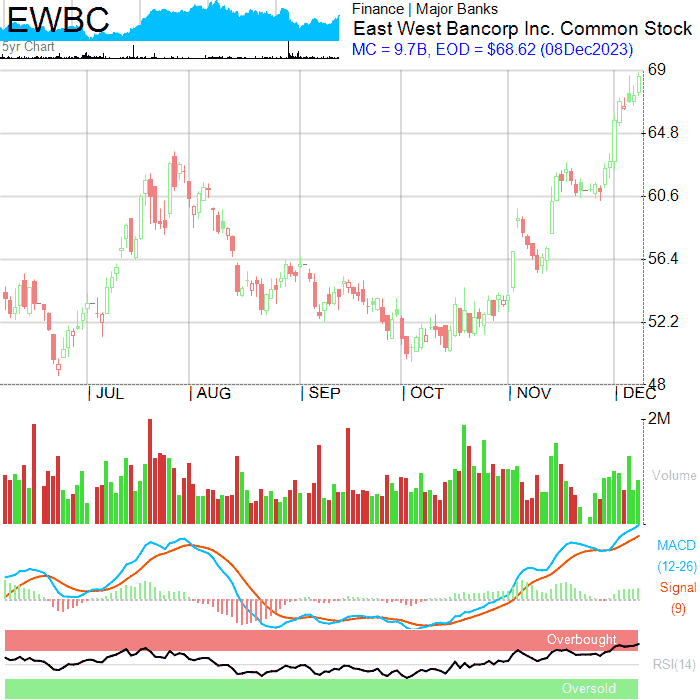 EWBC
5yr Chart
Finance | Major Banks
East West Bancorp Inc. Common Stock
MC = 9.7B, EOD = $68.62 (08Dec2023)
69
64.8
60.6
56.4
52.2
48
JUL AUG SEP OCT NOV DEC
2M
Volume
MACD
(12-26)
Signal
(9)
Overbought
RSI(14)
Oversold